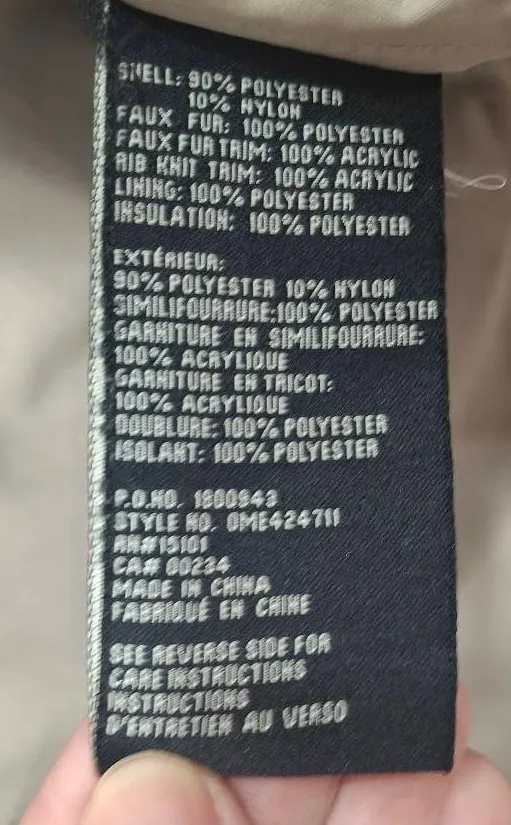 SHELL: 90% POLYESTER
10% NYLON
FAUX FUR: 100% POLYESTER
FAUX FUR TRIM: 100% ACRYLIC
RIB KNIT TRIM: 100% ACRYLIC
LINING: 100% POLYESTER
INSULATION: 100% POLYESTER
EXTÉRIEUR:
90% POLYESTER 10% NYLON
SIMILIFOURRURE:100% POLYESTER
GARNITURE EN SIMILIFOURRURE:
100% ACRYLIQUE
GARNITURE EN TRICOT:
100% ACRYLIQUE
DOUBLURE: 100% POLYESTER
ISOLANT: 100% POLYESTER
P.O.NO. 1800943
STYLE NO. OME424711
RN#15101
CA# 00234
MADE IN CHINA
FABRIQUÉ EN CHINE
SEE REVERSE SIDE FOR
CARE INSTRUCTIONS
INSTRUCTIONS
D'ENTRETIEN AU VERSO